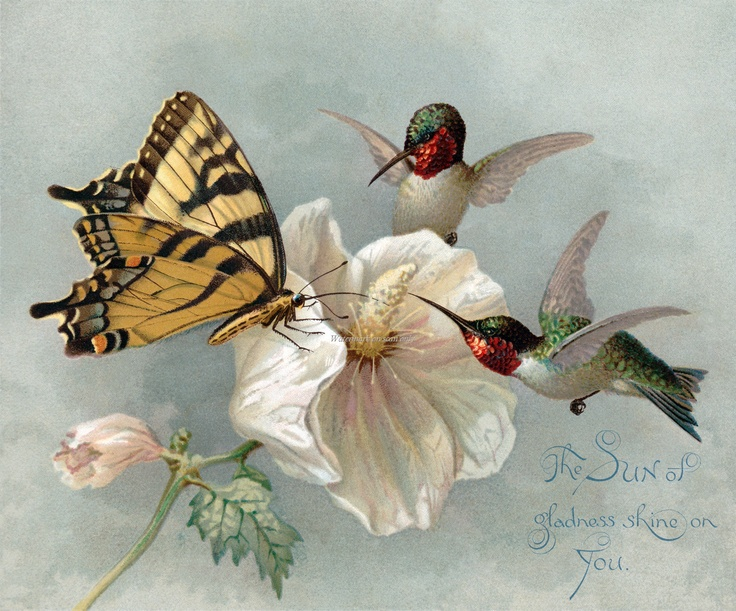 The Sun of
gladness shine on
You.